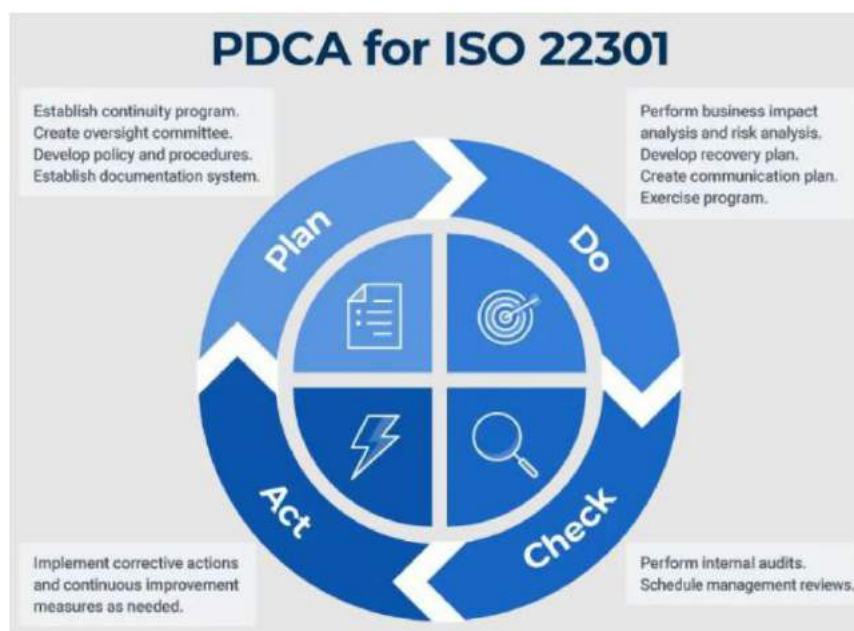 PDCA for ISO 22301
Establish continuity program.
Create oversight committee.
Develop policy and procedures.
Establish documentation system.
Perform business impact
analysis and risk analysis.
Develop recovery plan.
Create communication plan.
Exercise program.
Plan
Do
Act
Check
Implement corrective actions
and continuous improvement
measures as needed.
Perform internal audits.
Schedule management reviews.